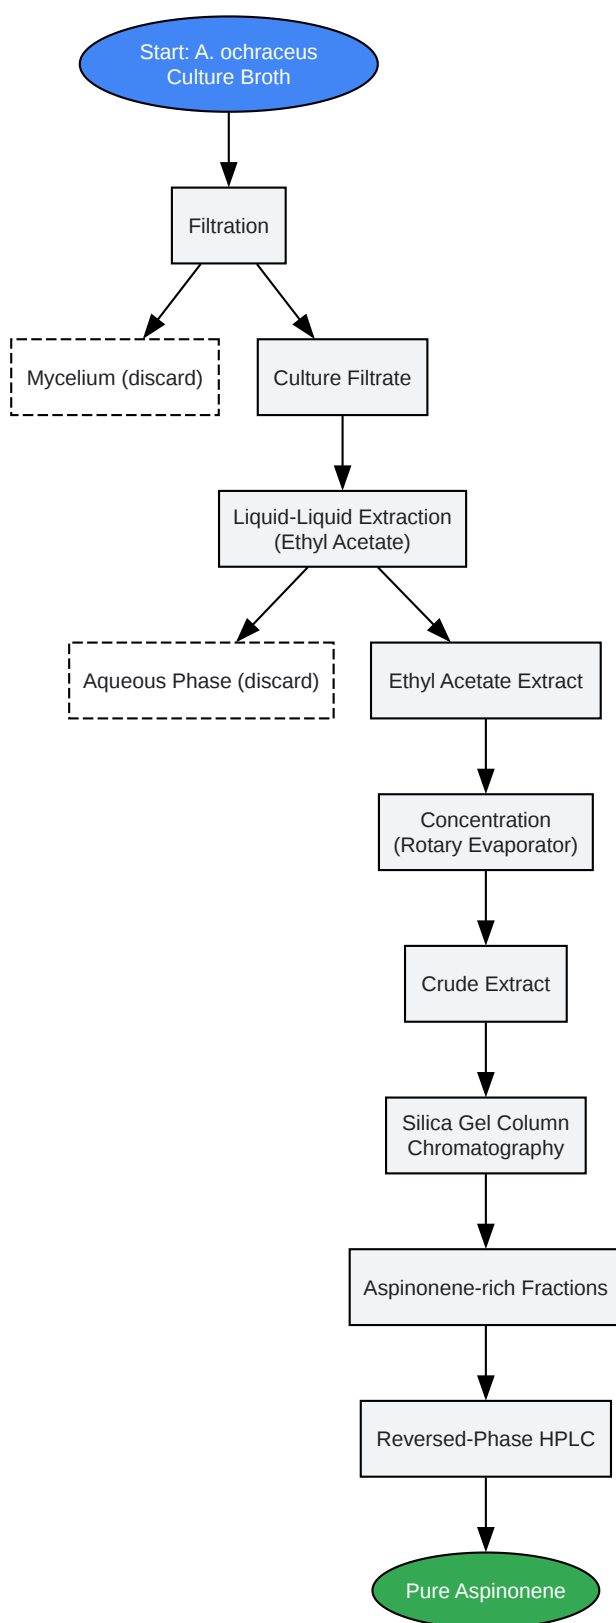 Start: A. ochraceus
Culture Broth
Filtration
Mycelium (discard)
Culture Filtrate
Liquid-Liquid Extraction
(Ethyl Acetate)
Aqueous Phase (discard)
Ethyl Acetate Extract
Concentration
(Rotary Evaporator)
Crude Extract
Silica Gel Column
Chromatography
Aspinonene-rich Fractions
Reversed-Phase HPLC
Pure Aspinonene